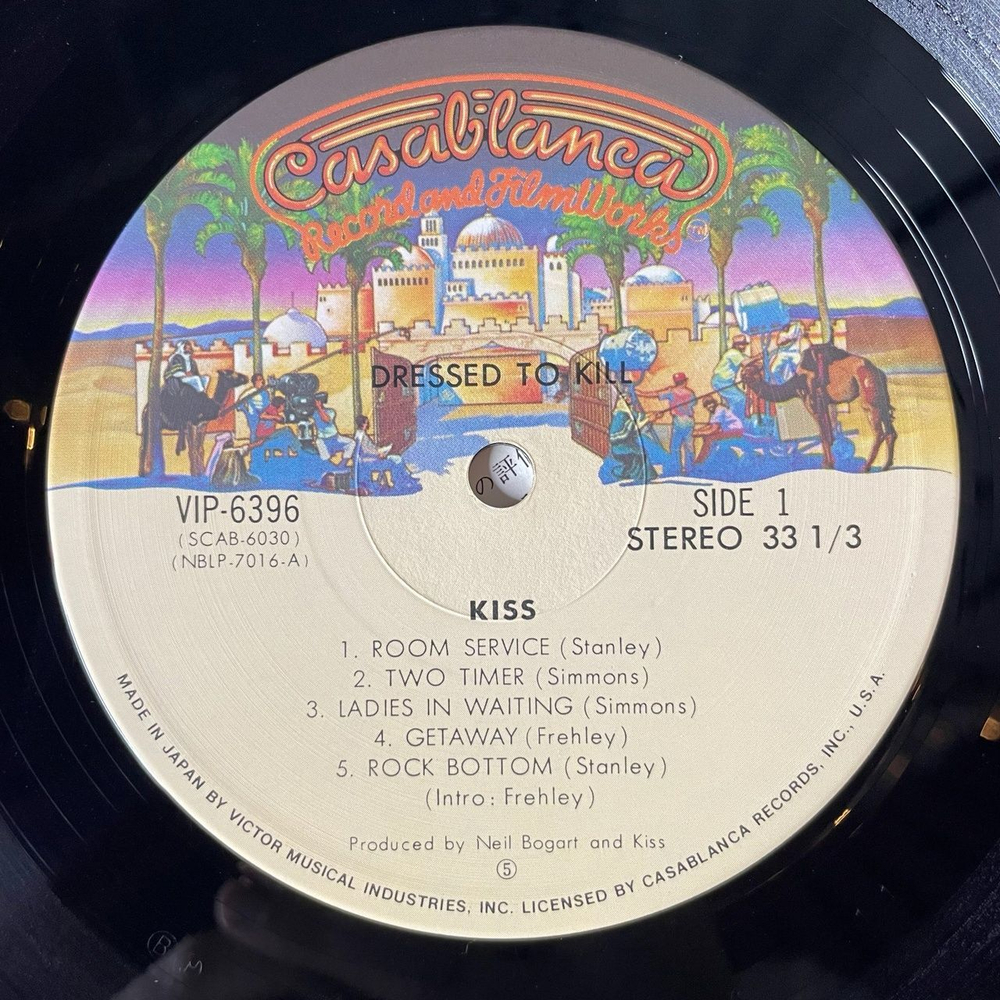 Casablanca
Record and FilmWorks TM
DRESSED TO KILL
の評
VIP-6396
(SCAB-6030)
(NBLP-7016-A)
SIDE 1
STEREO 33 1/3
KISS
1. ROOM SERVICE (Stanley)
2. TWO TIMER (Simmons)
3. LADIES IN WAITING (Simmons)
4. GETAWAY (Frehley)
5. ROCK BOTTOM (Stanley)
(Intro: Frehley)
Produced by Neil Bogart and Kiss
⑤
MADE IN JAPAN BY VICTOR MUSICAL INDUSTRIES, INC. LICENSED BY CASABLANCA RECORDS, INC., U.S.A.